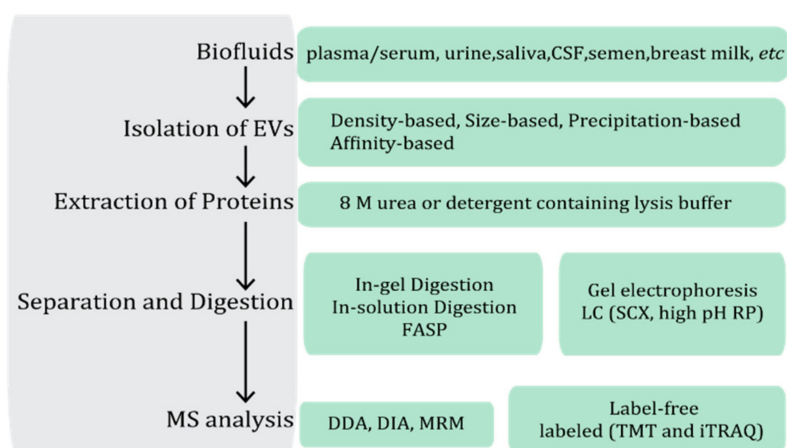 Biofluids
plasma/serum, urine,saliva,CSF,semen,breast milk, etc
Isolation of EVs
Density-based, Size-based, Precipitation-based
Affinity-based
Extraction of Proteins
8 M urea or detergent containing lysis buffer
Separation and Digestion
In-gel Digestion
In-solution Digestion
FASP
Gel electrophoresis
LC (SCX, high pH RP)
MS analysis
DDA, DIA, MRM
Label-free
labeled (TMT and iTRAQ)